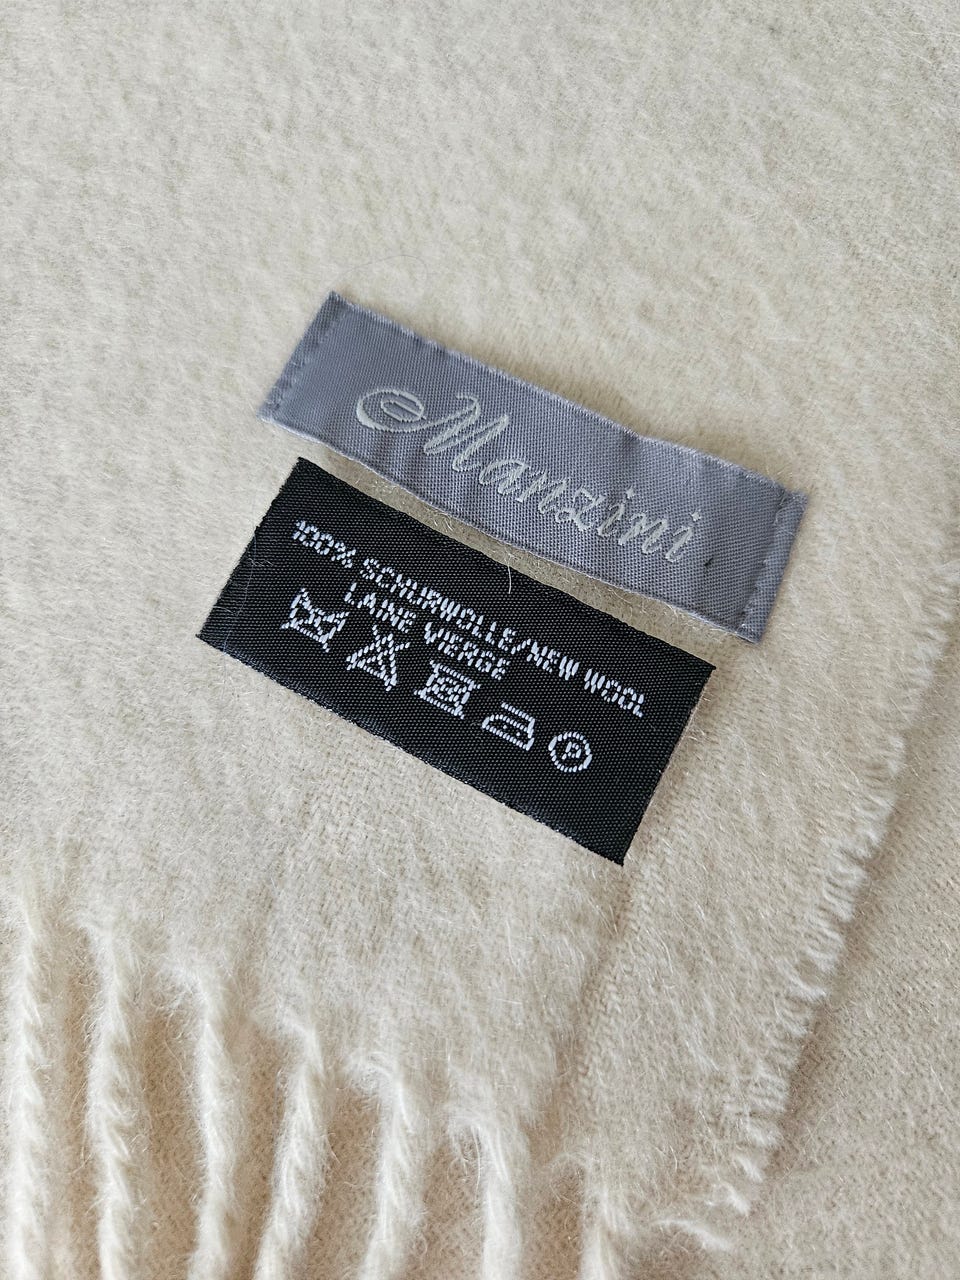 Manzini
100% SCHURWOLLE/NEW WOOL
LAINE VIERGE
P